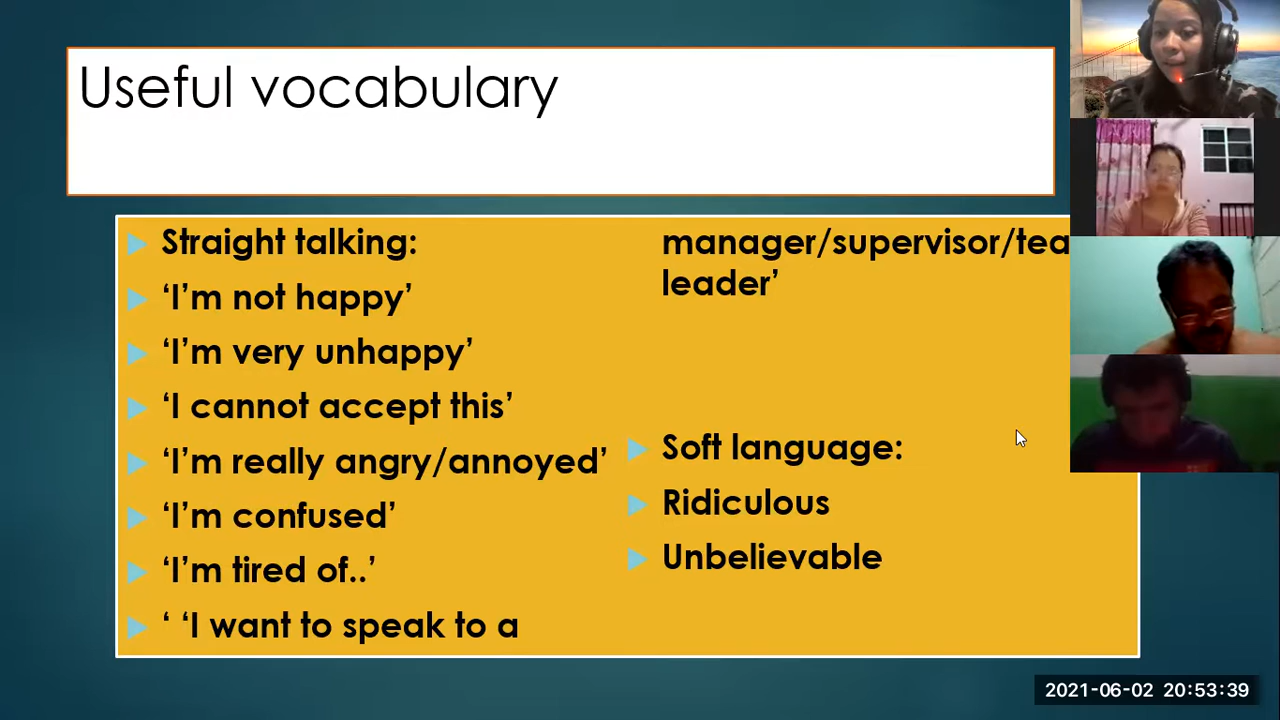 Useful vocabulary
Straight talking:
‘I’m not happy’
‘I’m very unhappy’
‘I cannot accept this’
‘I’m really angry/annoyed’
‘I’m confused’
‘I’m tired of..’
‘ ‘I want to speak to a
manager/supervisor/tea
leader’
Soft language:
Ridiculous
Unbelievable
2021-06-02 20:53:39